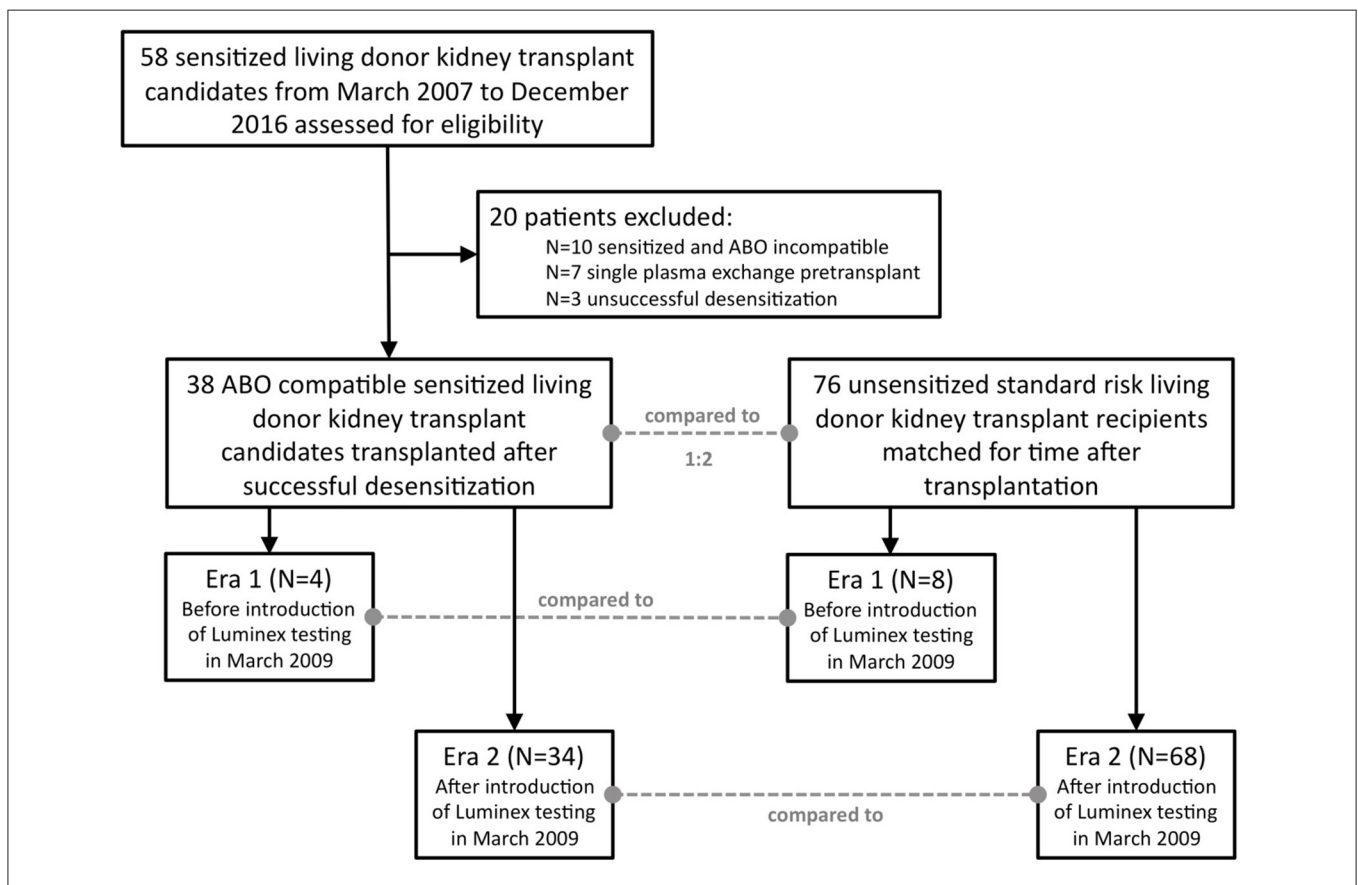 58 sensitized living donor kidney transplant
candidates from March 2007 to December
2016 assessed for eligibility
20 patients excluded:
N=10 sensitized and ABO incompatible
N=7 single plasma exchange pretransplant
N=3 unsuccessful desensitization
38 ABO compatible sensitized living
donor kidney transplant
candidates transplanted after
successful desensitization
compared to
1:2
76 unsensitized standard risk living
donor kidney transplant recipients
matched for time after
transplantation
Era 1 (N=4)
Before introduction
of Luminex testing
in March 2009
compared to
Era 1 (N=8)
Before introduction
of Luminex testing
in March 2009
Era 2 (N=34)
After introduction
of Luminex testing
in March 2009
compared to
Era 2 (N=68)
After introduction
of Luminex testing
in March 2009